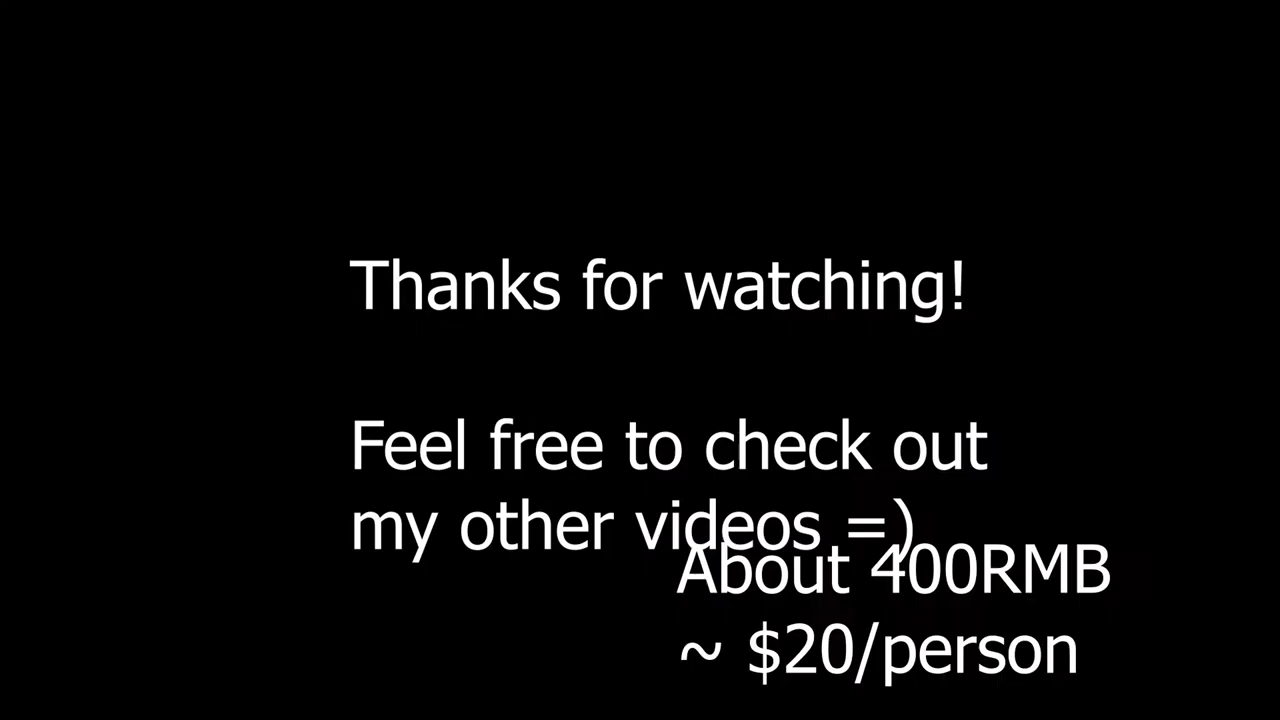 Thanks for watching!
Feel free to check out
my other videos =)
About 400RMB
~ $20/person